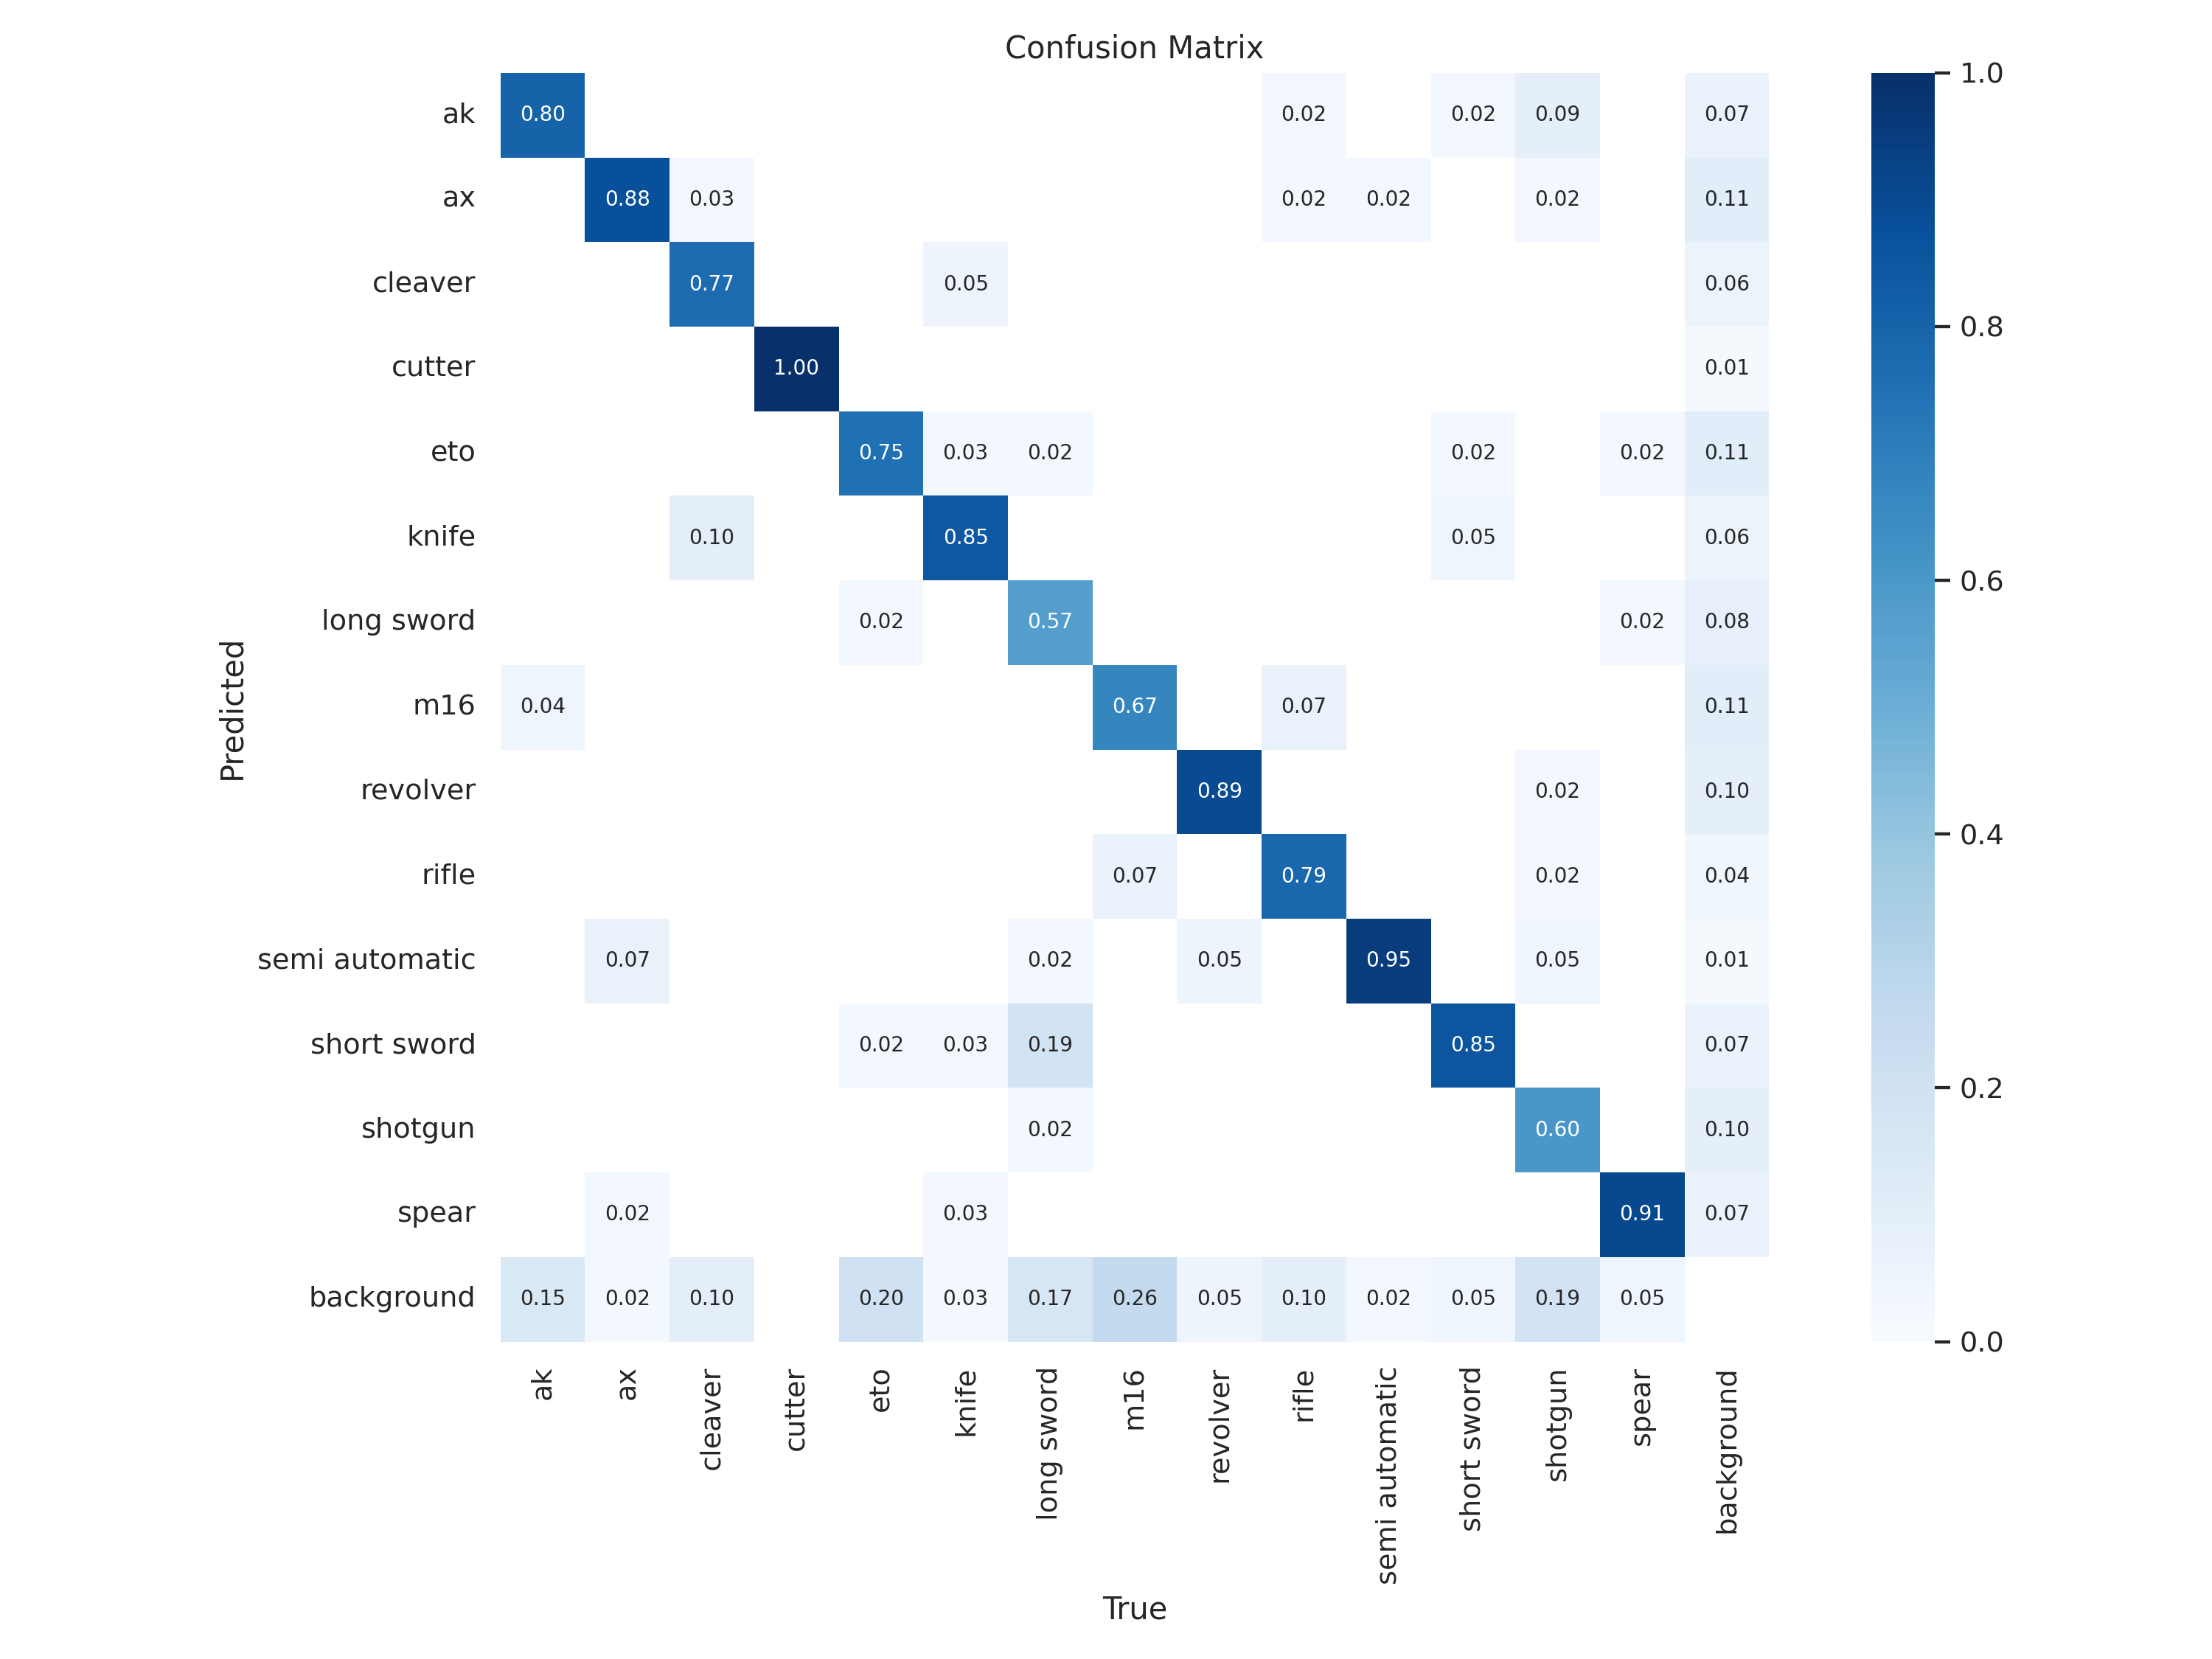 Confusion Matrix
ak 0.80 0.02 0.02 0.09 0.07
ax 0.88 0.03 0.02 0.02 0.02 0.11
cleaver 0.77 0.05 0.06
cutter 1.00 0.01
eto 0.75 0.03 0.02 0.02 0.02 0.11
knife 0.10 0.85 0.05 0.06
long sword 0.02 0.57 0.02 0.08
m16 0.04 0.67 0.07 0.11
revolver 0.89 0.02 0.10
rifle 0.07 0.79 0.02 0.04
semi automatic 0.07 0.02 0.05 0.95 0.05 0.01
short sword 0.02 0.03 0.19 0.85 0.07
shotgun 0.02 0.60 0.10
spear 0.02 0.03 0.91 0.07
background 0.15 0.02 0.10 0.20 0.03 0.17 0.26 0.05 0.10 0.02 0.05 0.19 0.05
Predicted
ak
ax
cleaver
cutter
eto
knife
long sword
m16
revolver
rifle
semi automatic
short sword
shotgun
spear
background
True
1.0
0.8
0.6
0.4
0.2
0.0